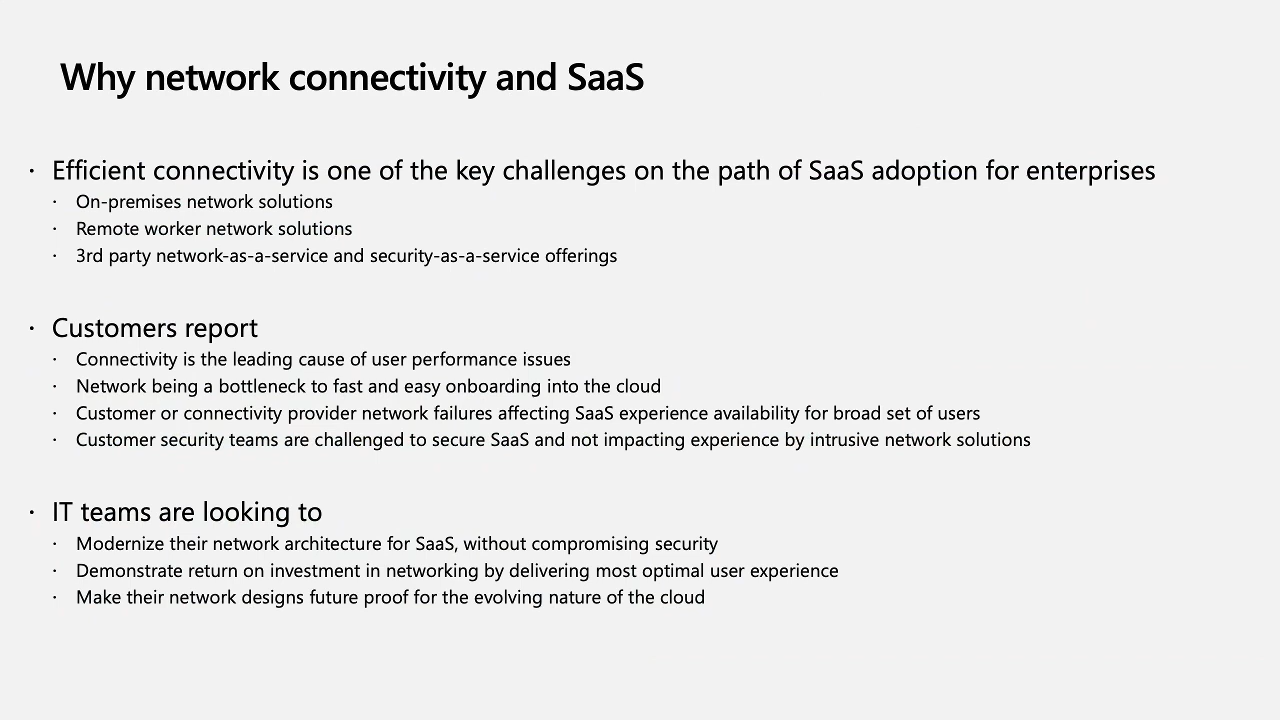 Why network connectivity and SaaS
· Efficient connectivity is one of the key challenges on the path of SaaS adoption for enterprises
· On-premises network solutions
· Remote worker network solutions
· 3rd party network-as-a-service and security-as-a-service offerings
· Customers report
· Connectivity is the leading cause of user performance issues
· Network being a bottleneck to fast and easy onboarding into the cloud
· Customer or connectivity provider network failures affecting SaaS experience availability for broad set of users
· Customer security teams are challenged to secure SaaS and not impacting experience by intrusive network solutions
· IT teams are looking to
· Modernize their network architecture for SaaS, without compromising security
· Demonstrate return on investment in networking by delivering most optimal user experience
· Make their network designs future proof for the evolving nature of the cloud